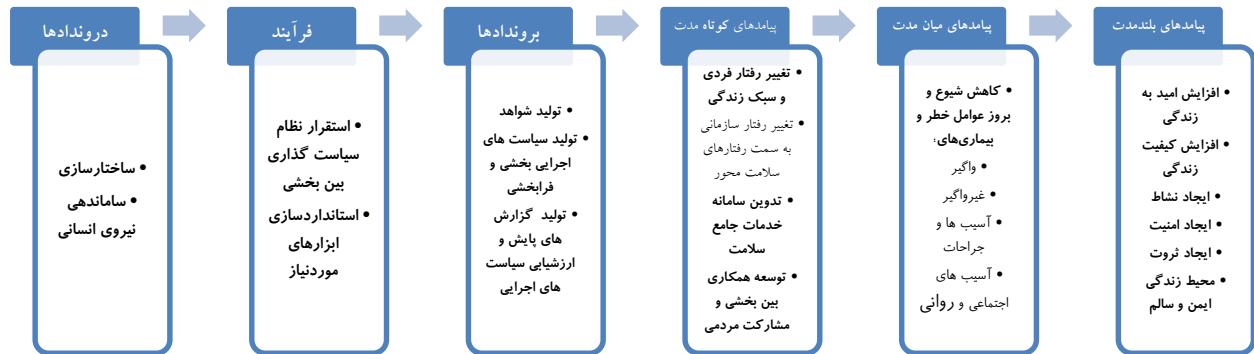 دروندادها
• ساختارسازی
• ساماندهی
نیروی انسانی
فرآیند
• استقرار نظام
سیاست گذاری
بین بخشی
• استانداردسازی
ابزارهای
موردنیاز
بروندادها
• تولید شواهد
• تولید سیاست های
اجرایی بخشی و
فرابخشی
• تولید گزارش
های پایش و
ارزشیابی سیاست
های اجرایی
پیامدهای کوتاه مدت
• تغییر رفتار فردی
و سبک زندگی
• تغییر رفتار سازمانی
به سمت رفتارهای
سلامت محور
• تدوین سامانه
خدمات جامع
سلامت
• توسعه همکاری
بین بخشی و
مشارکت مردمی
پیامدهای میان مدت
• کاهش شیوع و
بروز عوامل خطر و
بیماری‌های:
• واگیر
• غیرواگیر
• آسیب ها و
جراحات
• آسیب های
اجتماعی و روانی
پیامدهای بلندمدت
• افزایش امید به
زندگی
• افزایش کیفیت
زندگی
• ایجاد نشاط
• ایجاد امنیت
• ایجاد ثروت
• محیط زندگی
ایمن و سالم